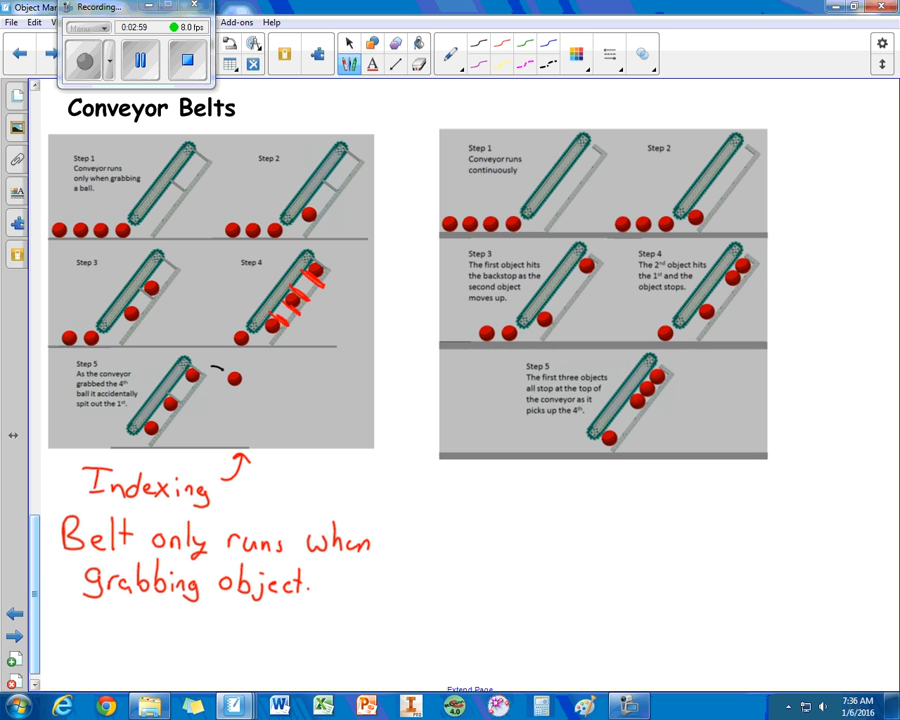 Object Mar
Recording...
File
Edit
V
Add-ons
Help
Menu
0:02:59
8.0 fps
Conveyor Belts
Step 1
Conveyor runs
only when grabbing
a ball.
Step 2
Step 3
Step 4
Step 5
As the conveyor
grabbed the 4th
ball it accidentally
spit out the 1st.
Indexing
Belt only runs when
grabbing object.
Step 1
Conveyor runs
continuously
Step 2
Step 3
The first object hits
the backstop as the
second object
moves up.
Step 4
The 2nd object hits
the 1st and the
object stops.
Step 5
The first three objects
all stop at the top of
the conveyor as it
picks up the 4th.
Extend Page
7:36 AM
1/6/2016